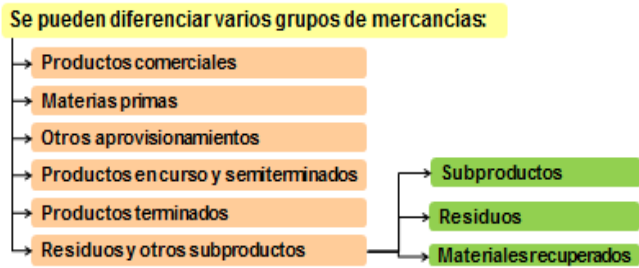 Se pueden diferenciar varios grupos de mercancías:
Productos comerciales
Materias primas
Otros aprovisionamientos
Productos en curso y semiterminados
Productos terminados
Residuos y otros subproductos
Subproductos
Residuos
Materiales recuperados